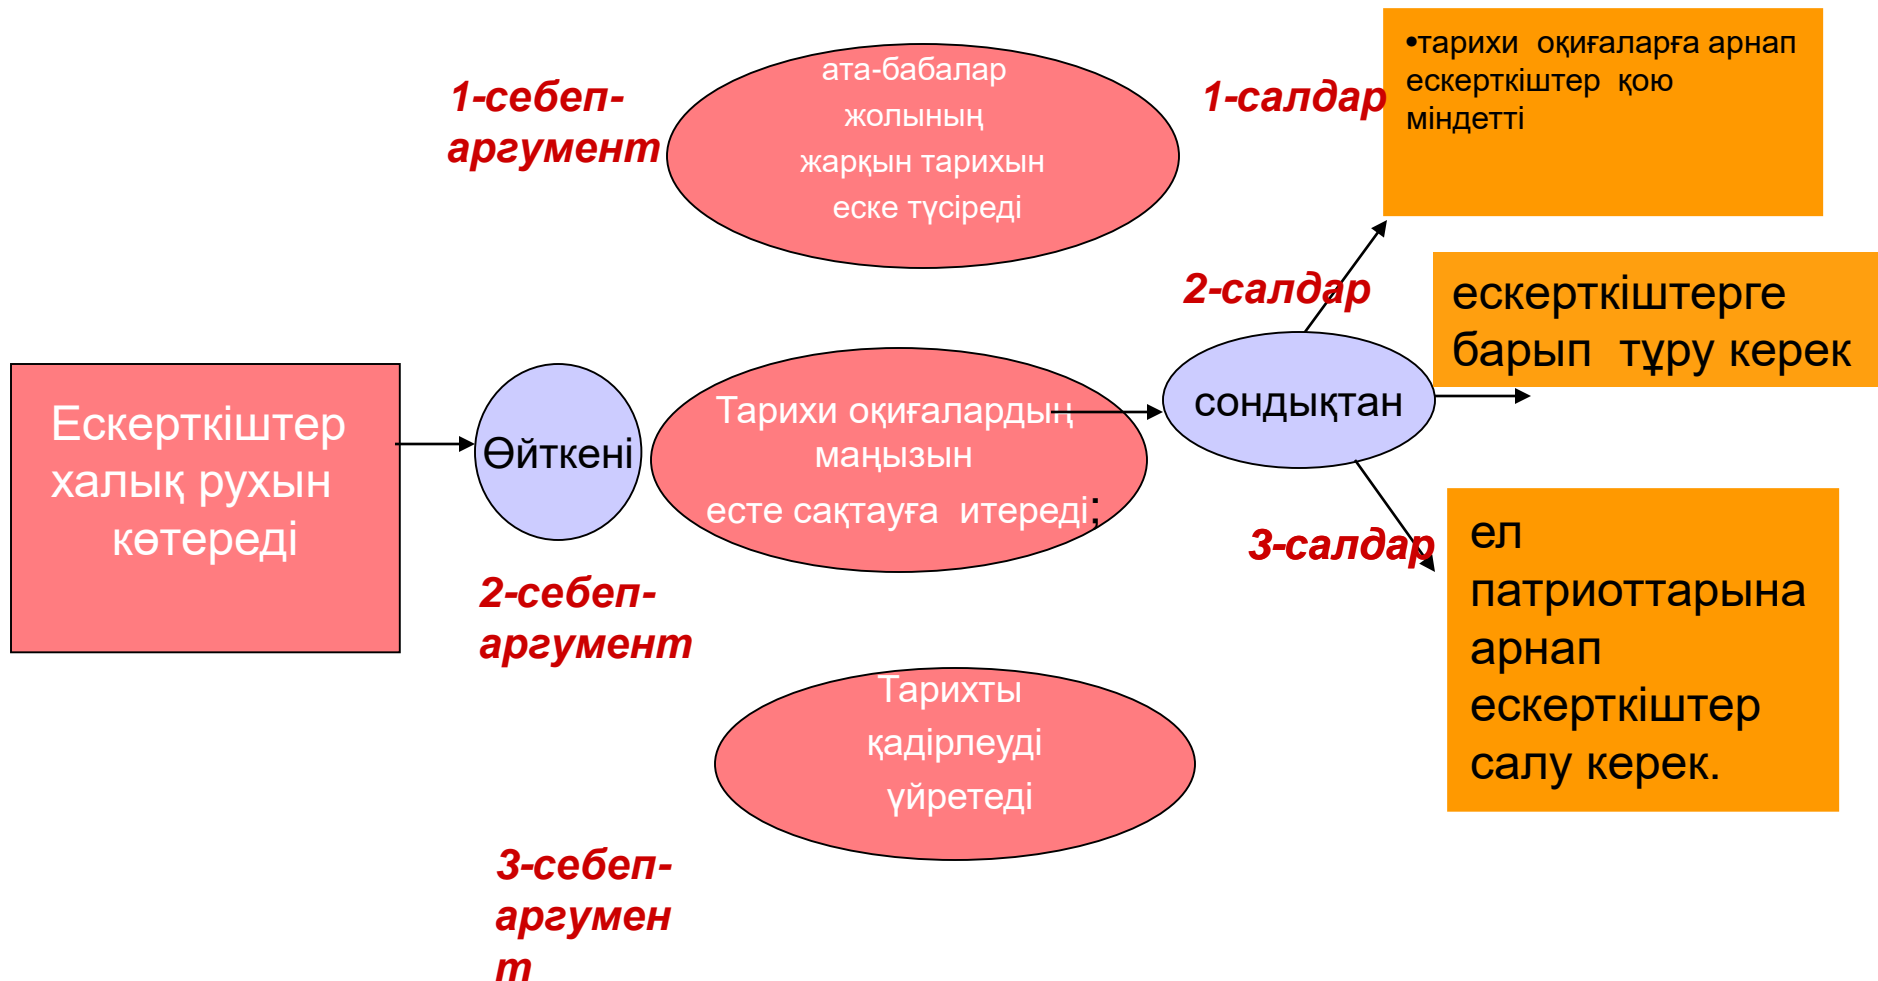 1-себеп-
аргумент
ата-бабалар
жолының
жарқын тарихын
еске түсіреді
1-салдар
•тарихи оқиғаларға арнап
ескерткіштер қою
міндетті
2-салдар
ескерткіштерге
барып тұру керек
Ескерткіштер
халық рухын
көтереді
Өйткені
Тарихи оқиғалардың
маңызын
есте сақтауға итереді;
сондықтан
3-салдар
ел
патриоттарына
арнап
ескерткіштер
салу керек.
2-себеп-
аргумент
Тарихты
қадірлеуді
үйретеді
3-себеп-
аргумен
т